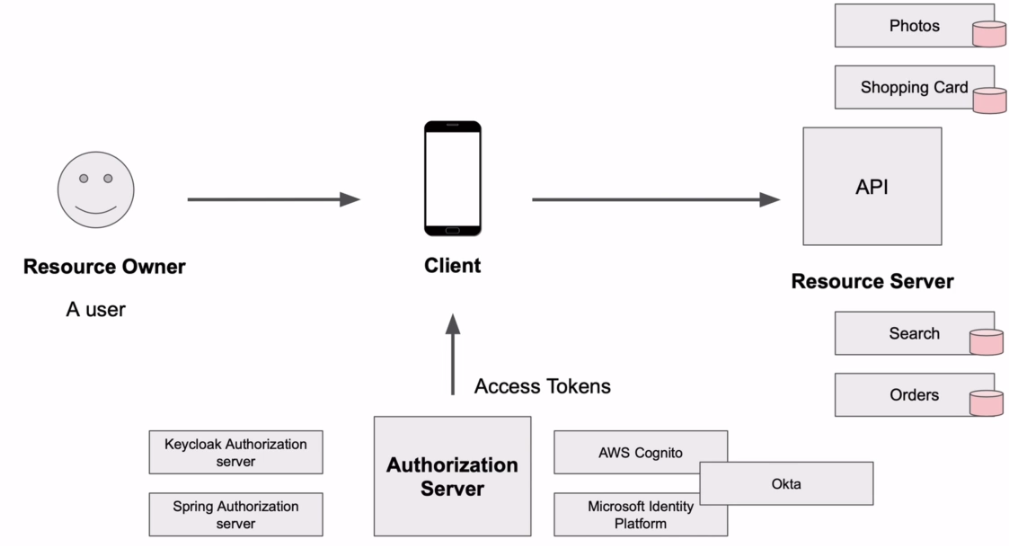 Photos
Shopping Card
API
Resource Owner
A user
Client
Resource Server
Search
Orders
Access Tokens
Keycloak Authorization
server
Spring Authorization
server
Authorization
Server
AWS Cognito
Microsoft Identity
Platform
Okta